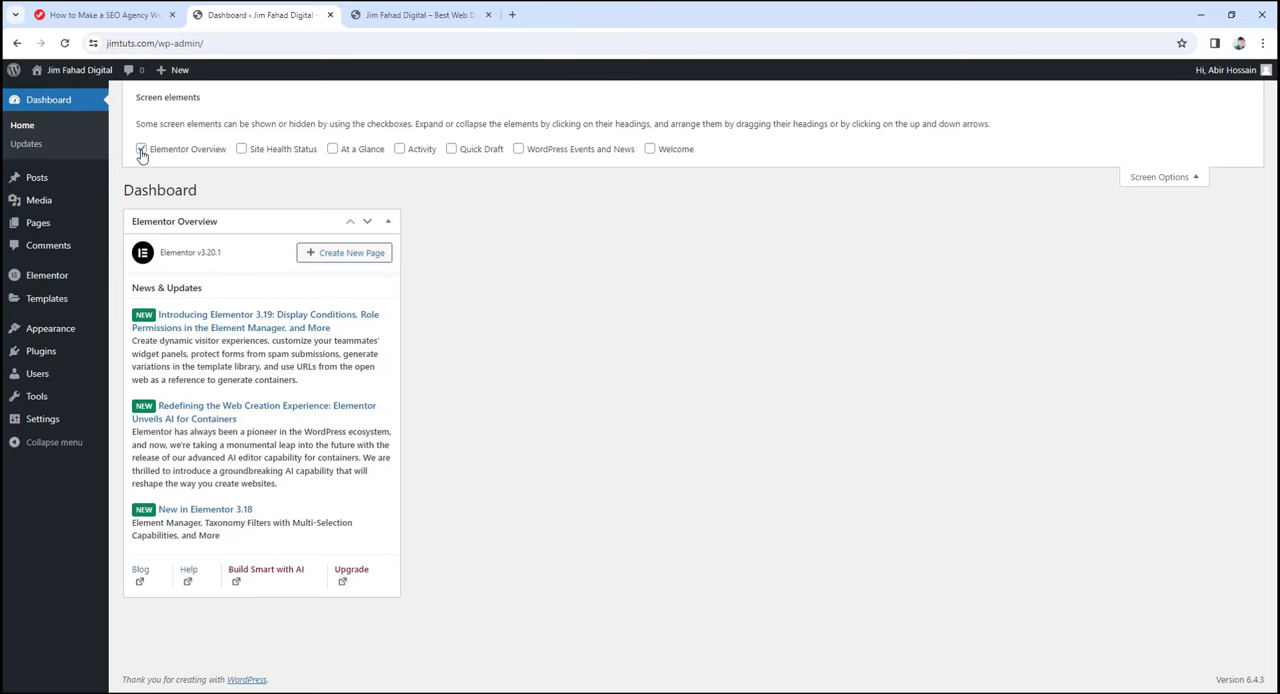 How to Make a SEO Agency We
Dashboard ‹ Jim Fahad Digital -
Jim Fahad Digital – Best Web D
jimtuts.com/wp-admin/
Jim Fahad Digital
0
New
Hi, Abir Hossain
Dashboard
Home
Updates
Posts
Media
Pages
Comments
Elementor
Templates
Appearance
Plugins
Users
Tools
Settings
Collapse menu
Screen elements
Some screen elements can be shown or hidden by using the checkboxes. Expand or collapse the elements by clicking on their headings, and arrange them by dragging their headings or by clicking on the up and down arrows.
Elementor Overview Site Health Status At a Glance Activity Quick Draft WordPress Events and News Welcome
Screen Options
Dashboard
Elementor Overview
Elementor v3.20.1
Create New Page
News & Updates
NEW Introducing Elementor 3.19: Display Conditions, Role
Permissions in the Element Manager, and More
Create dynamic visitor experiences, customize your teammates'
widget panels, protect forms from spam submissions, generate
variations in the template library, and use URLs from the open
web as a reference to generate containers.
NEW Redefining the Web Creation Experience: Elementor
Unveils AI for Containers
Elementor has always been a pioneer in the WordPress ecosystem,
and now, we're taking a monumental leap into the future with the
release of our advanced AI editor capability for containers. We are
thrilled to introduce a groundbreaking AI capability that will
reshape the way you create websites.
NEW New in Elementor 3.18
Element Manager, Taxonomy Filters with Multi-Selection
Capabilities, and More
Blog Help Build Smart with AI Upgrade
Thank you for creating with WordPress.
Version 6.4.3